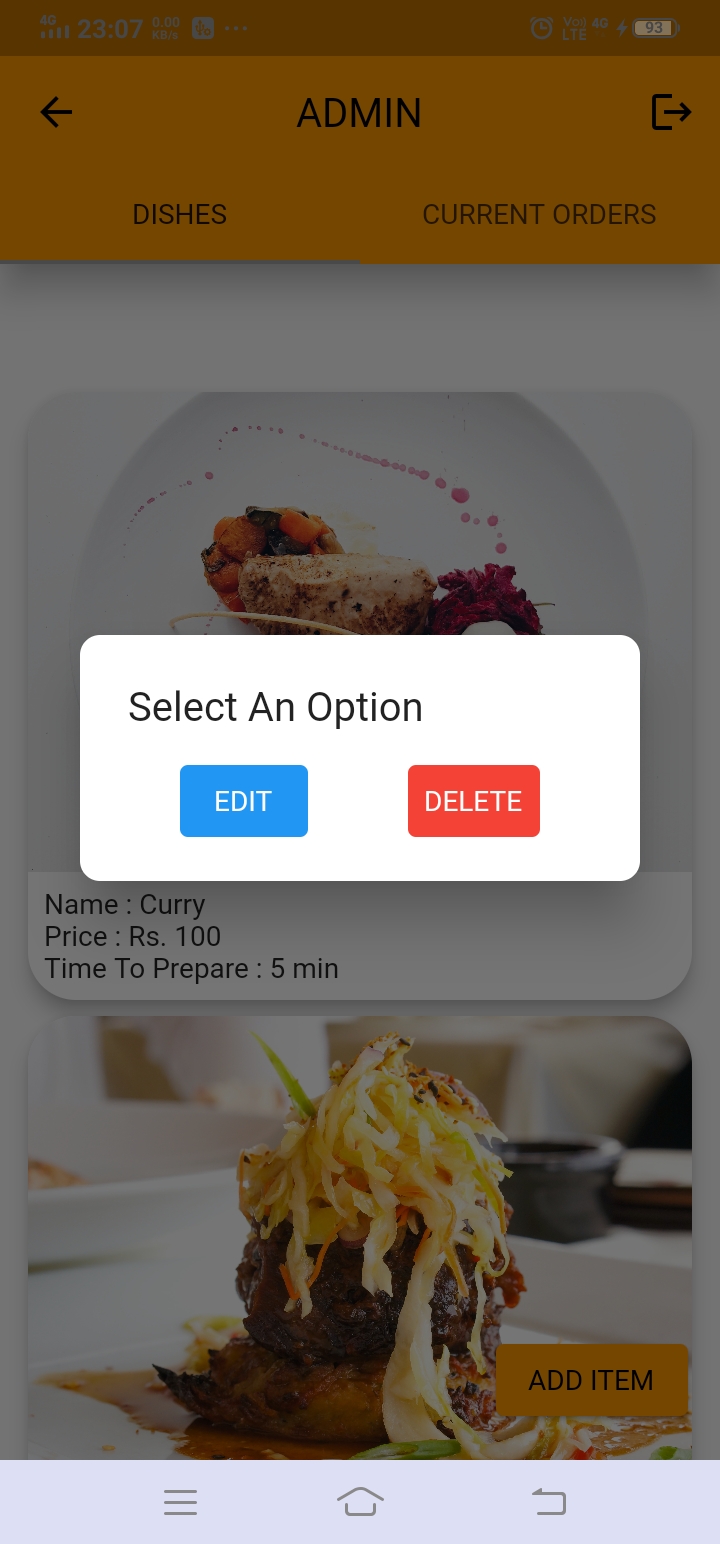 4G 23:07 0.00 KB/s ... Vo) LTE 4G 93
ADMIN
DISHES CURRENT ORDERS
Select An Option
EDIT DELETE
Name : Curry
Price : Rs. 100
Time To Prepare : 5 min
ADD ITEM